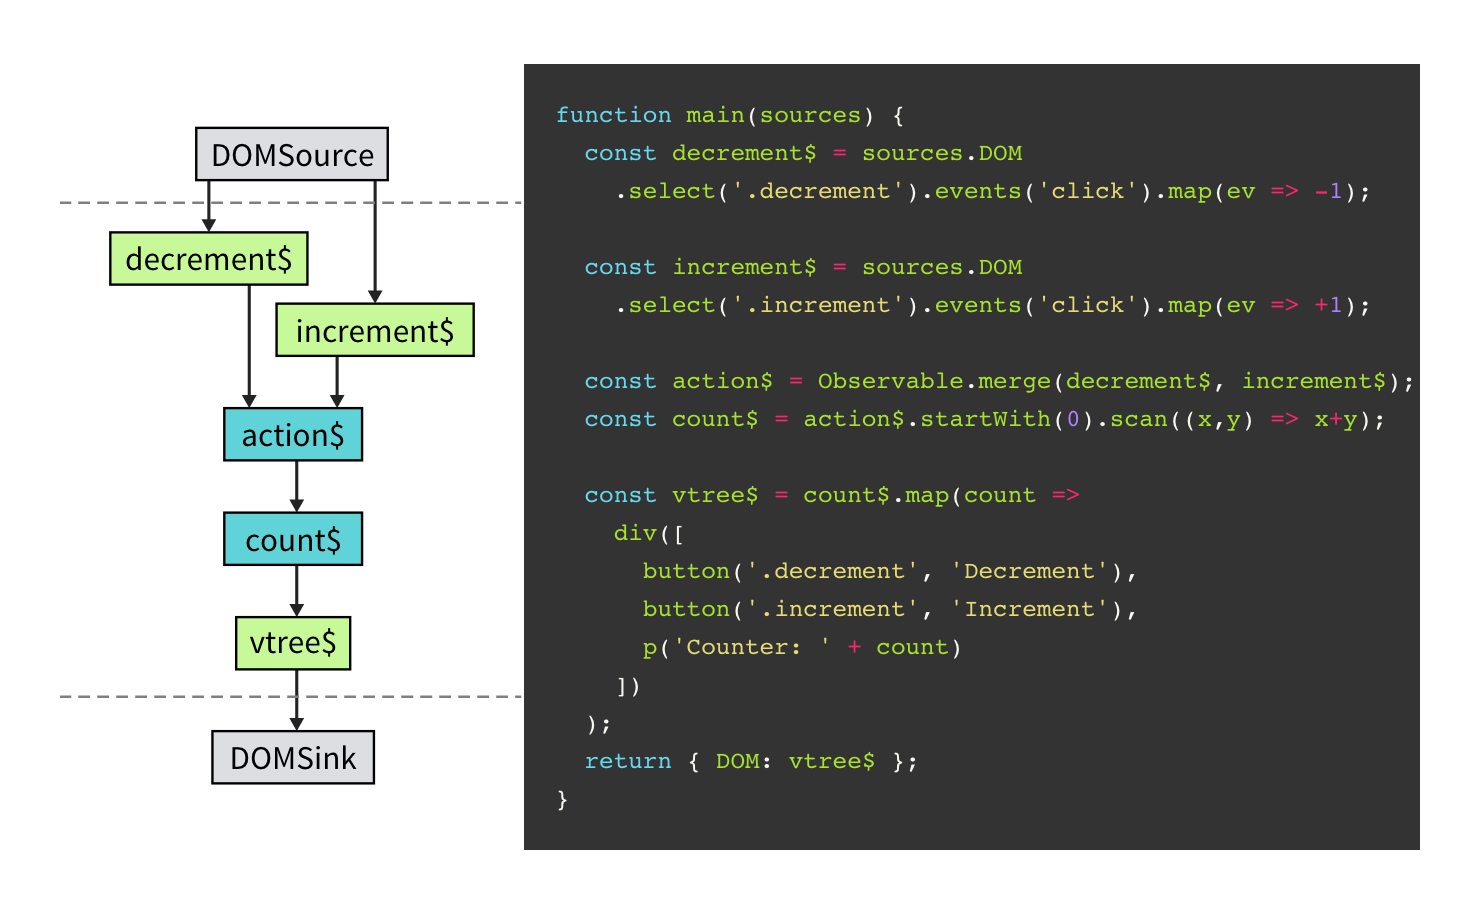 DOMSource
decrement$
increment$
action$
count$
vtree$
DOMSink
function main(sources) {
  const decrement$ = sources.DOM
    .select('.decrement').events('click').map(ev => -1);

  const increment$ = sources.DOM
    .select('.increment').events('click').map(ev => +1);

  const action$ = Observable.merge(decrement$, increment$);
  const count$ = action$.startWith(0).scan((x,y) => x+y);

  const vtree$ = count$.map(count =>
    div([
      button('.decrement', 'Decrement'),
      button('.increment', 'Increment'),
      p('Counter: ' + count)
    ])
  );
  return { DOM: vtree$ };
}